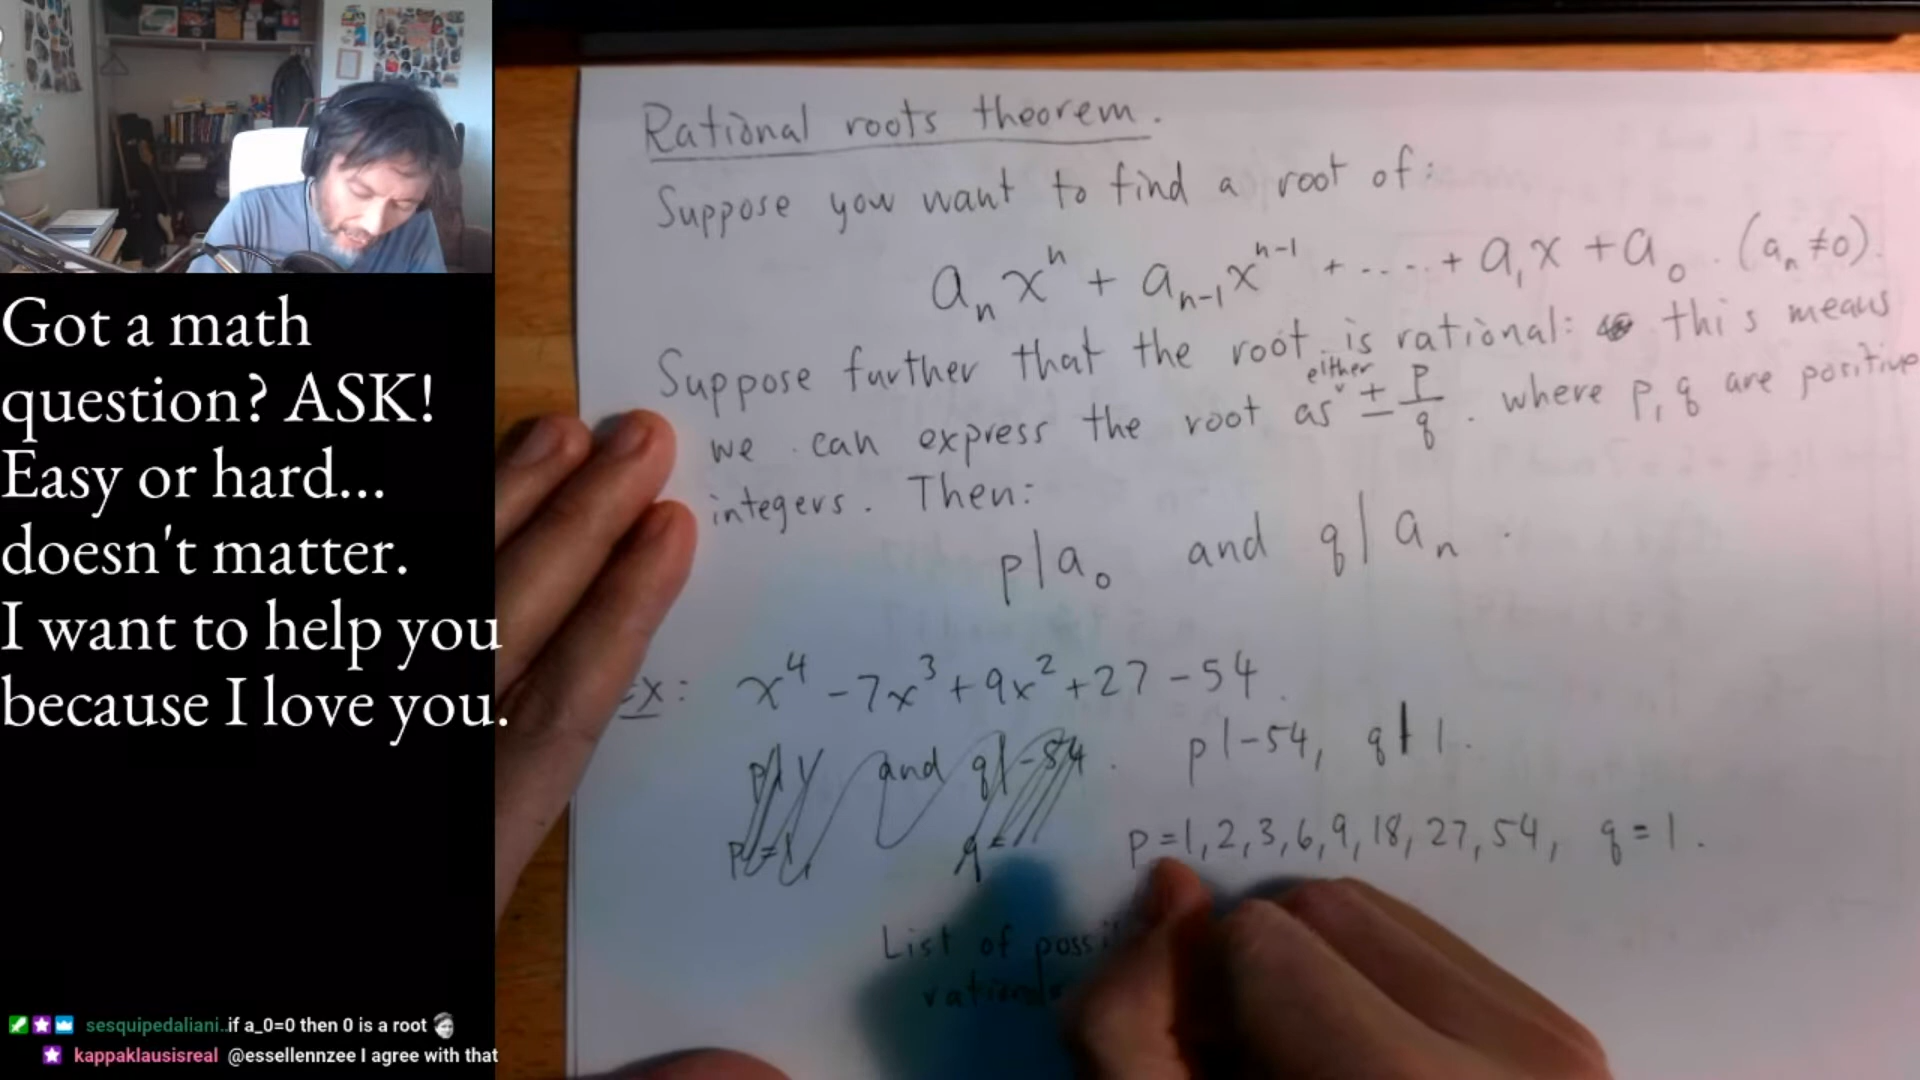 Got a math
question? ASK!
Easy or hard...
doesn't matter.
I want to help you
because I love you.
sesquipedaliani..if a_0=0 then 0 is a root
kappaklausisreal @essellennzee I agree with that
Rational roots theorem.
Suppose you want to find a root of:
aₙxⁿ + aₙ₋₁xⁿ⁻¹ + .... + a₁x + a₀. (aₙ≠0).
Suppose further that the root is rational: this means
we can express the root as either ± p/q. where p, q are positive
integers. Then:
p|a₀ and q|aₙ.
Ex: x⁴ -7x³+9x²+27-54.
p|1 and q|-54. p|-54, q|1.
p=1 q= p=1,2,3,6,9,18,27,54, q=1.
List of